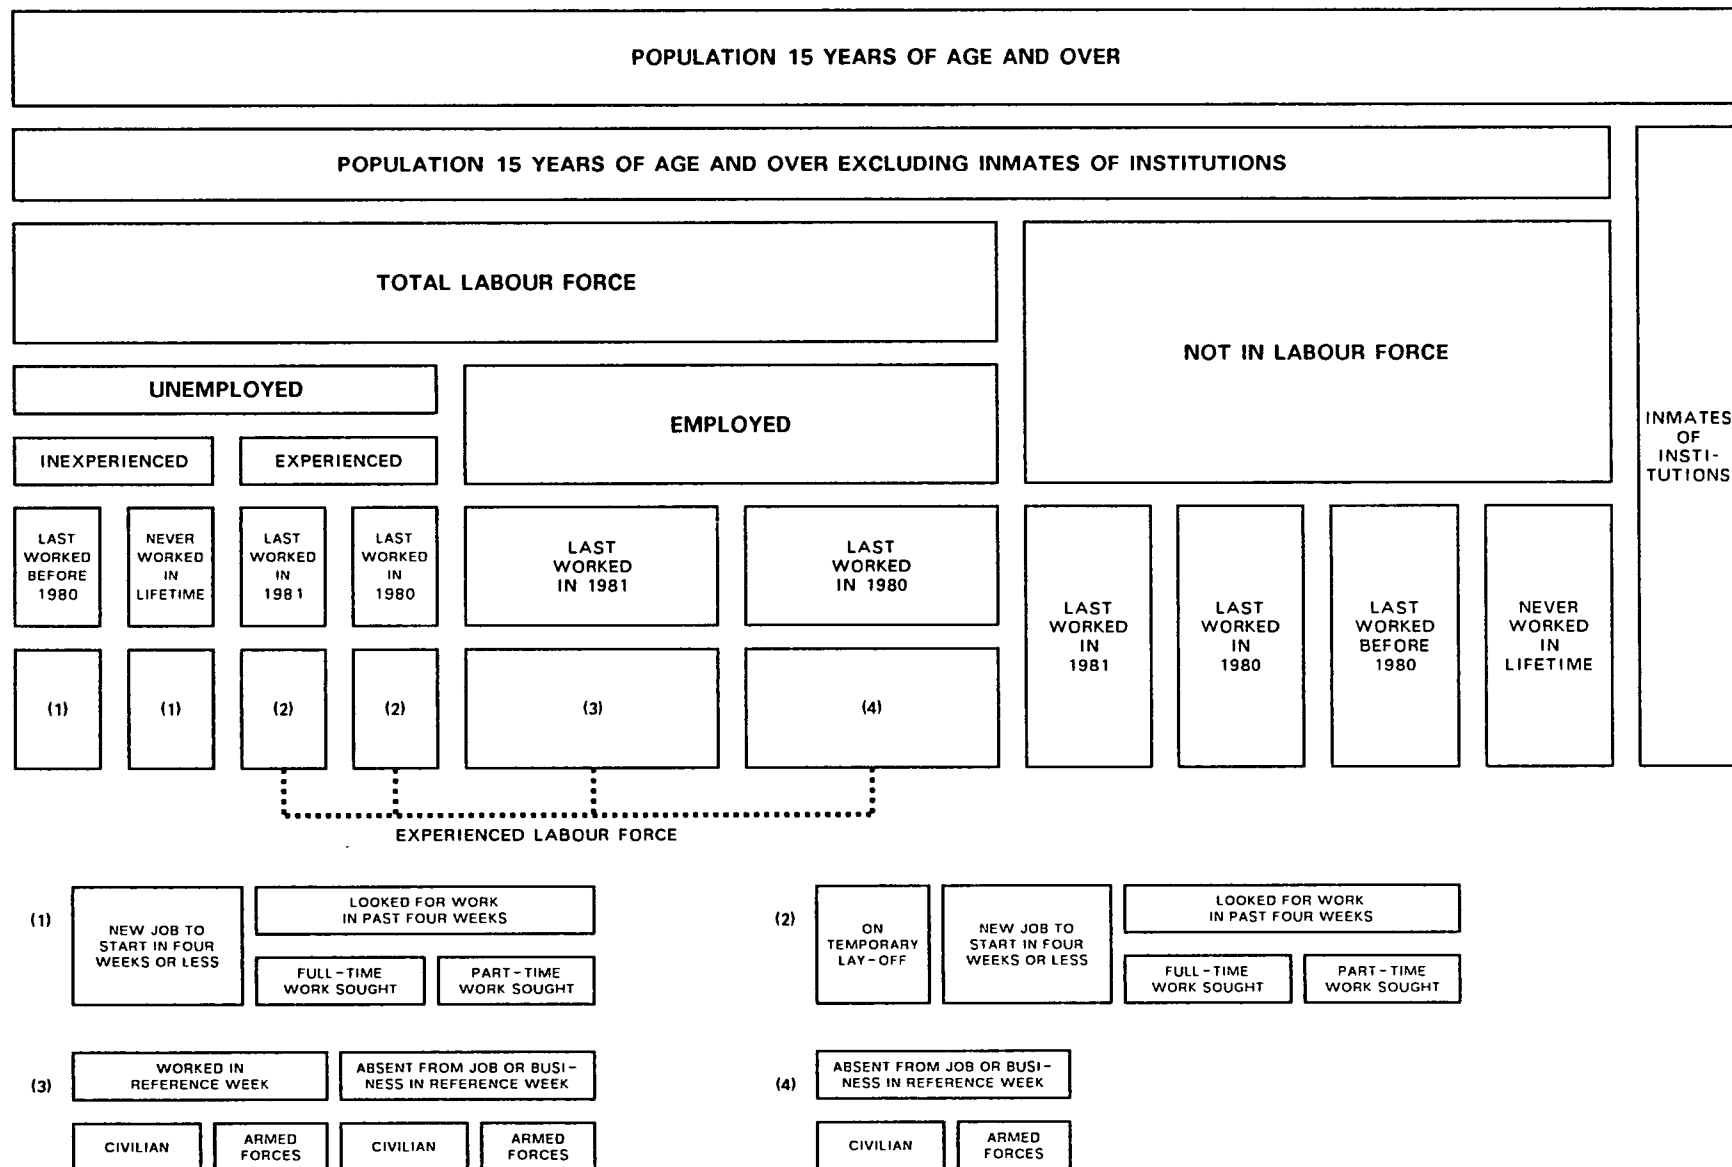 POPULATION 15 YEARS OF AGE AND OVER
POPULATION 15 YEARS OF AGE AND OVER EXCLUDING INMATES OF INSTITUTIONS
INMATES
OF
INSTI-
TUTIONS
TOTAL LABOUR FORCE
NOT IN LABOUR FORCE
UNEMPLOYED
EMPLOYED
INEXPERIENCED
EXPERIENCED
LAST
WORKED
BEFORE
1980
NEVER
WORKED
IN
LIFETIME
LAST
WORKED
IN
1981
LAST
WORKED
IN
1980
LAST
WORKED
IN 1981
LAST
WORKED
IN 1980
LAST
WORKED
IN
1981
LAST
WORKED
IN
1980
LAST
WORKED
BEFORE
1980
NEVER
WORKED
IN
LIFETIME
(1)
(1)
(2)
(2)
(3)
(4)
EXPERIENCED LABOUR FORCE
(1)
NEW JOB TO
START IN FOUR
WEEKS OR LESS
LOOKED FOR WORK
IN PAST FOUR WEEKS
FULL-TIME
WORK SOUGHT
PART-TIME
WORK SOUGHT
(2)
ON
TEMPORARY
LAY-OFF
NEW JOB TO
START IN FOUR
WEEKS OR LESS
LOOKED FOR WORK
IN PAST FOUR WEEKS
FULL-TIME
WORK SOUGHT
PART-TIME
WORK SOUGHT
(3)
WORKED IN
REFERENCE WEEK
ABSENT FROM JOB OR BUSI-
NESS IN REFERENCE WEEK
CIVILIAN
ARMED
FORCES
CIVILIAN
ARMED
FORCES
(4)
ABSENT FROM JOB OR BUSI-
NESS IN REFERENCE WEEK
CIVILIAN
ARMED
FORCES